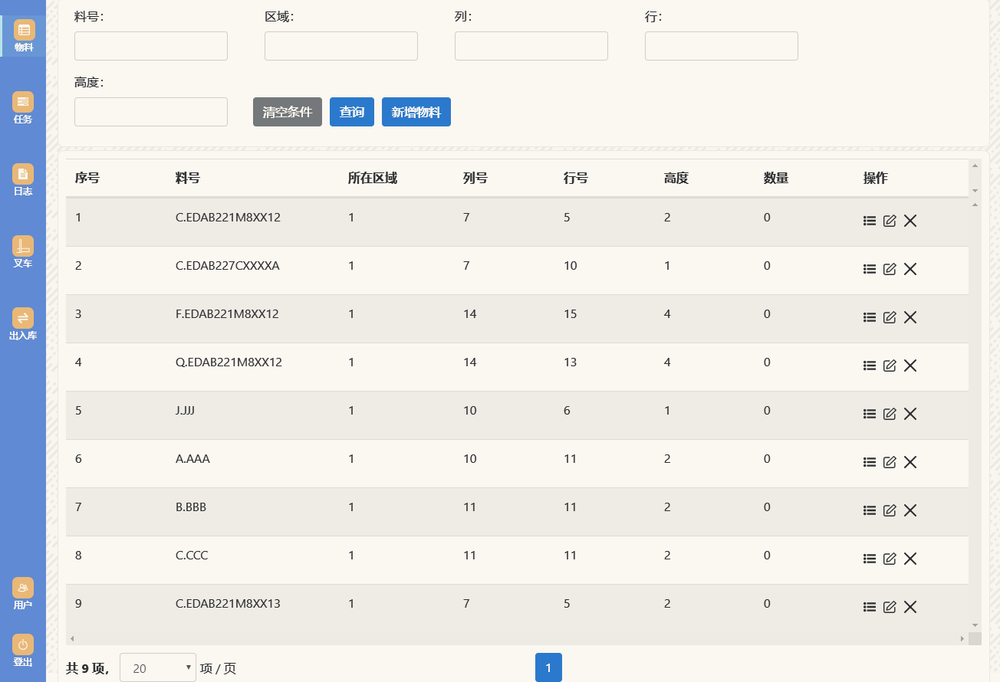 物料
任务
日志
叉车
出入库
用户
登出
料号: 区域: 列: 行:
高度:
清空条件 查询 新增物料
序号 料号 所在区域 列号 行号 高度 数量 操作
1 C.EDAB221M8XX12 1 7 5 2 0
2 C.EDAB227CXXXXA 1 7 10 1 0
3 F.EDAB221M8XX12 1 14 15 4 0
4 Q.EDAB221M8XX12 1 14 13 4 0
5 J.JJJ 1 10 6 1 0
6 A.AAA 1 10 11 2 0
7 B.BBB 1 11 11 2 0
8 C.CCC 1 11 11 2 0
9 C.EDAB221M8XX13 1 7 5 2 0
共 9 项, 20 项 / 页 1